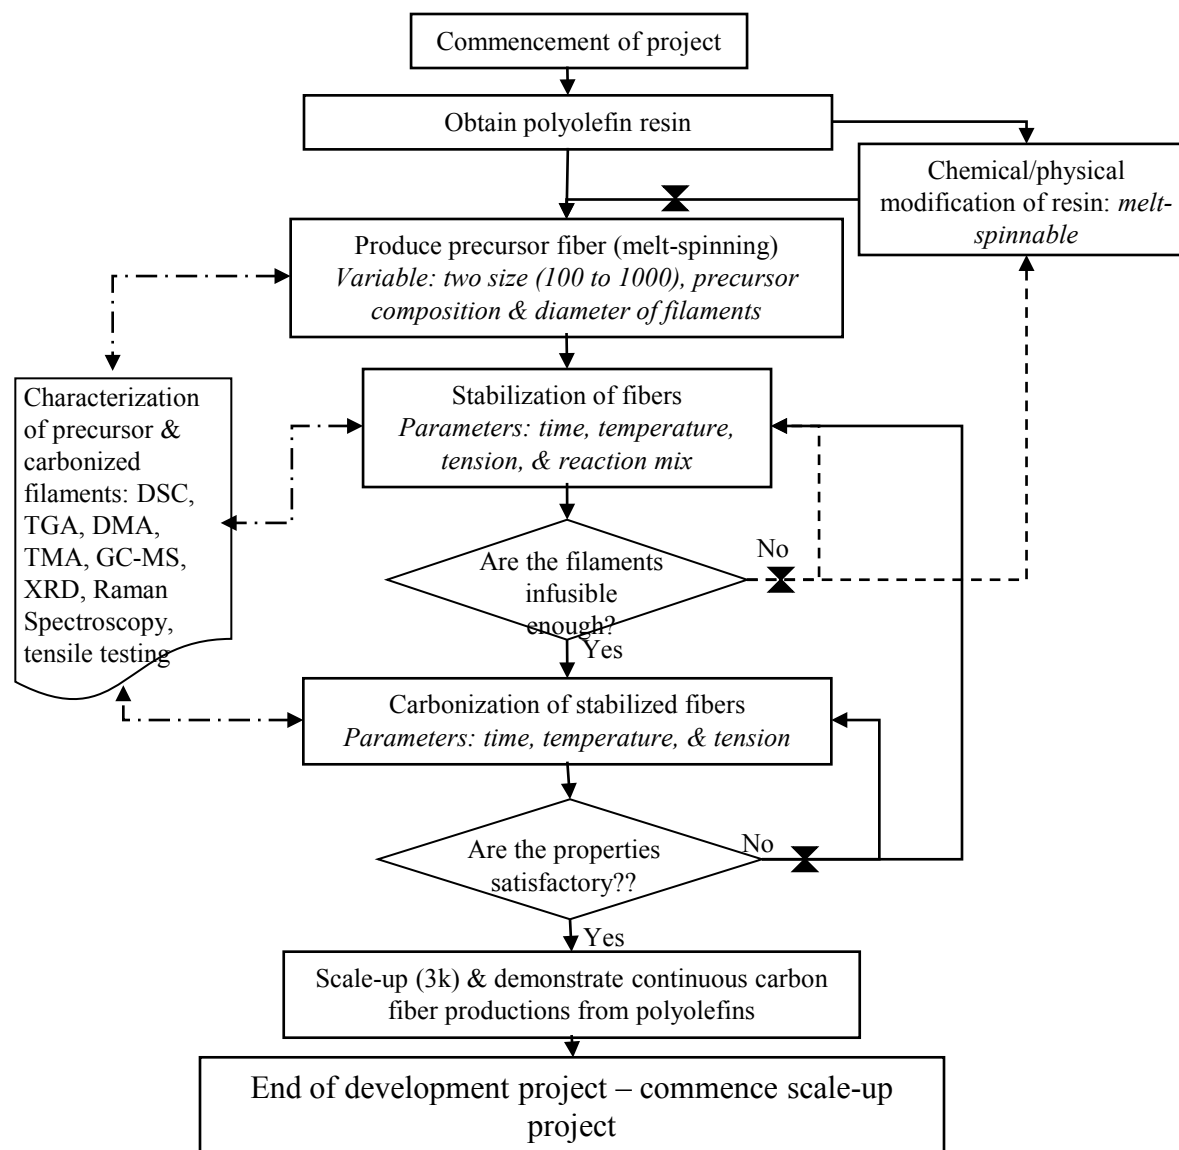 Commencement of project
Obtain polyolefin resin
Chemical/physical
modification of resin: melt-
spinnable
Produce precursor fiber (melt-spinning)
Variable: two size (100 to 1000), precursor
composition & diameter of filaments
Characterization
of precursor &
carbonized
filaments: DSC,
TGA, DMA,
TMA, GC-MS,
XRD, Raman
Spectroscopy,
tensile testing
Stabilization of fibers
Parameters: time, temperature,
tension, & reaction mix
Are the filaments
infusible
enough?
No
Yes
Carbonization of stabilized fibers
Parameters: time, temperature, & tension
Are the properties
satisfactory??
No
Yes
Scale-up (3k) & demonstrate continuous carbon
fiber productions from polyolefins
End of development project – commence scale-up
project